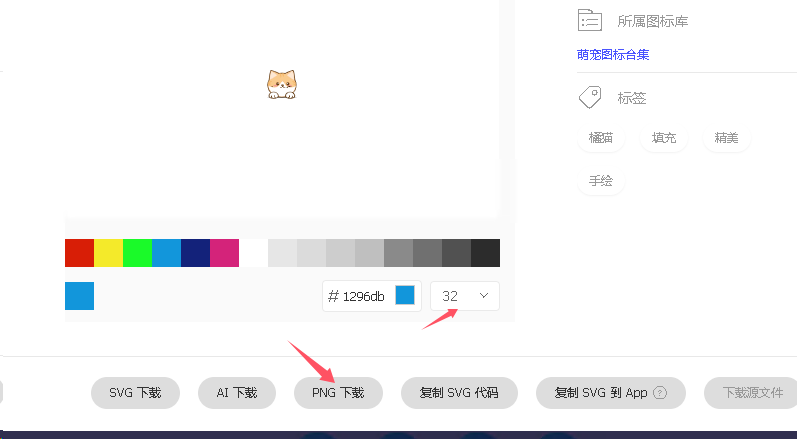 所属图标库
萌宠图标合集
标签
橘猫 填充 精美
手绘
# 1296db 32
SVG 下载 AI 下载 PNG 下载 复制 SVG 代码 复制 SVG 到 App ? 下载源文件